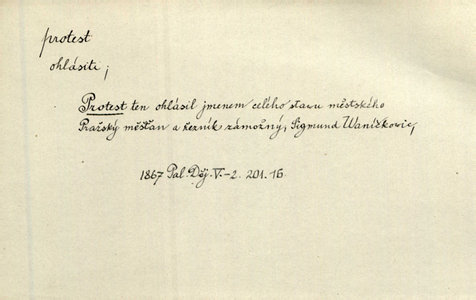 protest
ohlásiti;
Protest ten ohlásil jmenem celého stavu městského
Pražský měšťan a řezník zámožný, Sigmund Wanižkowic,
1867 Pal. Děj. V.-2. 201.16